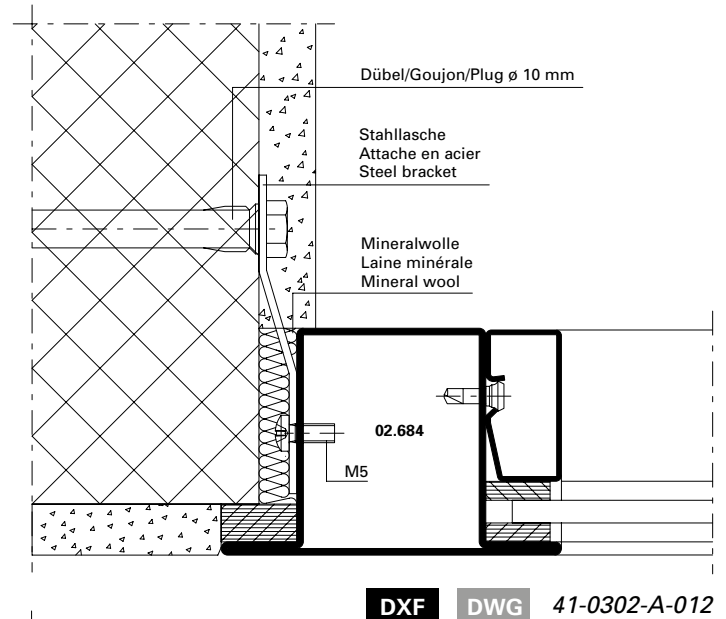 Dübel/Goujon/Plug ø 10 mm
Stahllasche
Attache en acier
Steel bracket
Mineralwolle
Laine minérale
Mineral wool
02.684
M5
DXF DWG 41-0302-A-012